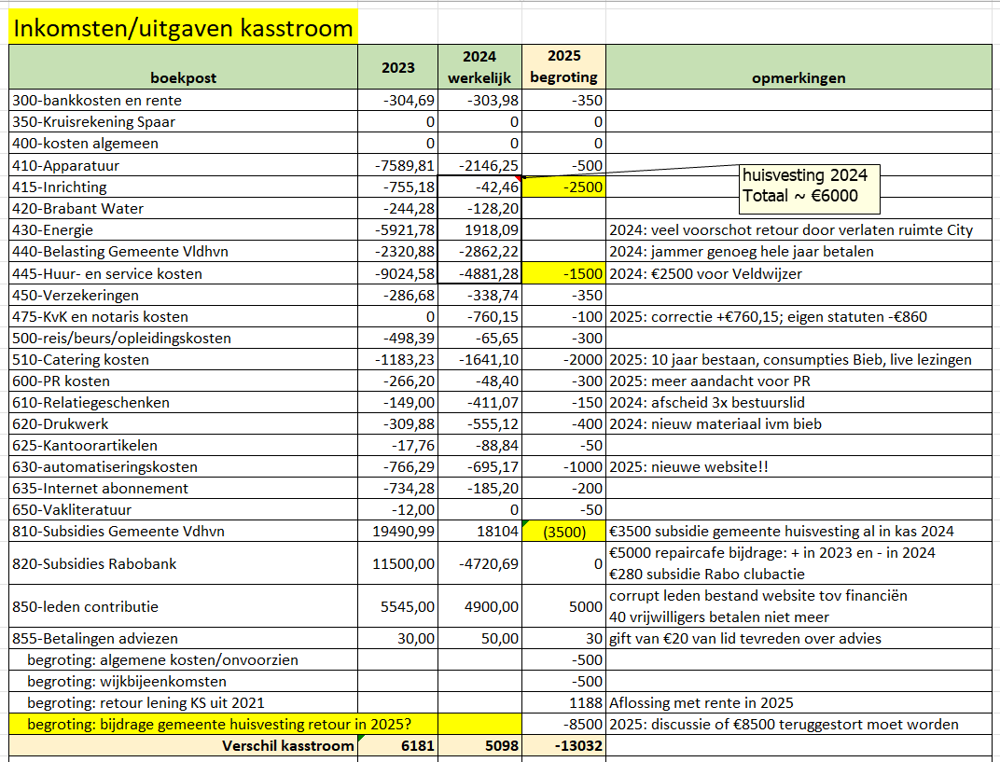 Inkomsten/uitgaven kasstroom
boekpost 2023 2024 werkelijk 2025 begroting opmerkingen
300-bankkosten en rente -304,69 -303,98 -350
350-Kruisrekening Spaar 0 0 0
400-kosten algemeen 0 0 0
410-Apparatuur -7589,81 -2146,25 -500
huisvesting 2024
Totaal ~ €6000
415-Inrichting -755,18 -42,46 -2500
420-Brabant Water -244,28 -128,20
430-Energie -5921,78 1918,09 2024: veel voorschot retour door verlaten ruimte City
440-Belasting Gemeente Vldhvn -2320,88 -2862,22 2024: jammer genoeg hele jaar betalen
445-Huur- en service kosten -9024,58 -4881,28 -1500 2024: €2500 voor Veldwijzer
450-Verzekeringen -286,68 -338,74 -350
475-KvK en notaris kosten 0 -760,15 -100 2025: correctie +€760,15; eigen statuten -€860
500-reis/beurs/opleidingskosten -498,39 -65,65 -300
510-Catering kosten -1183,23 -1641,10 -2000 2025: 10 jaar bestaan, consumpties Bieb, live lezingen
600-PR kosten -266,20 -48,40 -300 2025: meer aandacht voor PR
610-Relatiegeschenken -149,00 -411,07 -150 2024: afscheid 3x bestuurslid
620-Drukwerk -309,88 -555,12 -400 2024: nieuw materiaal ivm bieb
625-Kantoorartikelen -17,76 -88,84 -50
630-automatiseringskosten -766,29 -695,17 -1000 2025: nieuwe website!!
635-Internet abonnement -734,28 -185,20 -200
650-Vakliteratuur -12,00 0 -50
810-Subsidies Gemeente Vdhvn 19490,99 18104 (3500) €3500 subsidie gemeente huisvesting al in kas 2024
820-Subsidies Rabobank 11500,00 -4720,69 0 €5000 repaircafe bijdrage: + in 2023 en - in 2024
€280 subsidie Rabo clubactie
850-leden contributie 5545,00 4900,00 5000 corrupt leden bestand website tov financiën
40 vrijwilligers betalen niet meer
855-Betalingen adviezen 30,00 50,00 30 gift van €20 van lid tevreden over advies
begroting: algemene kosten/onvoorzien -500
begroting: wijkbijeenkomsten -500
begroting: retour lening KS uit 2021 1188 Aflossing met rente in 2025
begroting: bijdrage gemeente huisvesting retour in 2025? -8500 2025: discussie of €8500 teruggestort moet worden
Verschil kasstroom 6181 5098 -13032